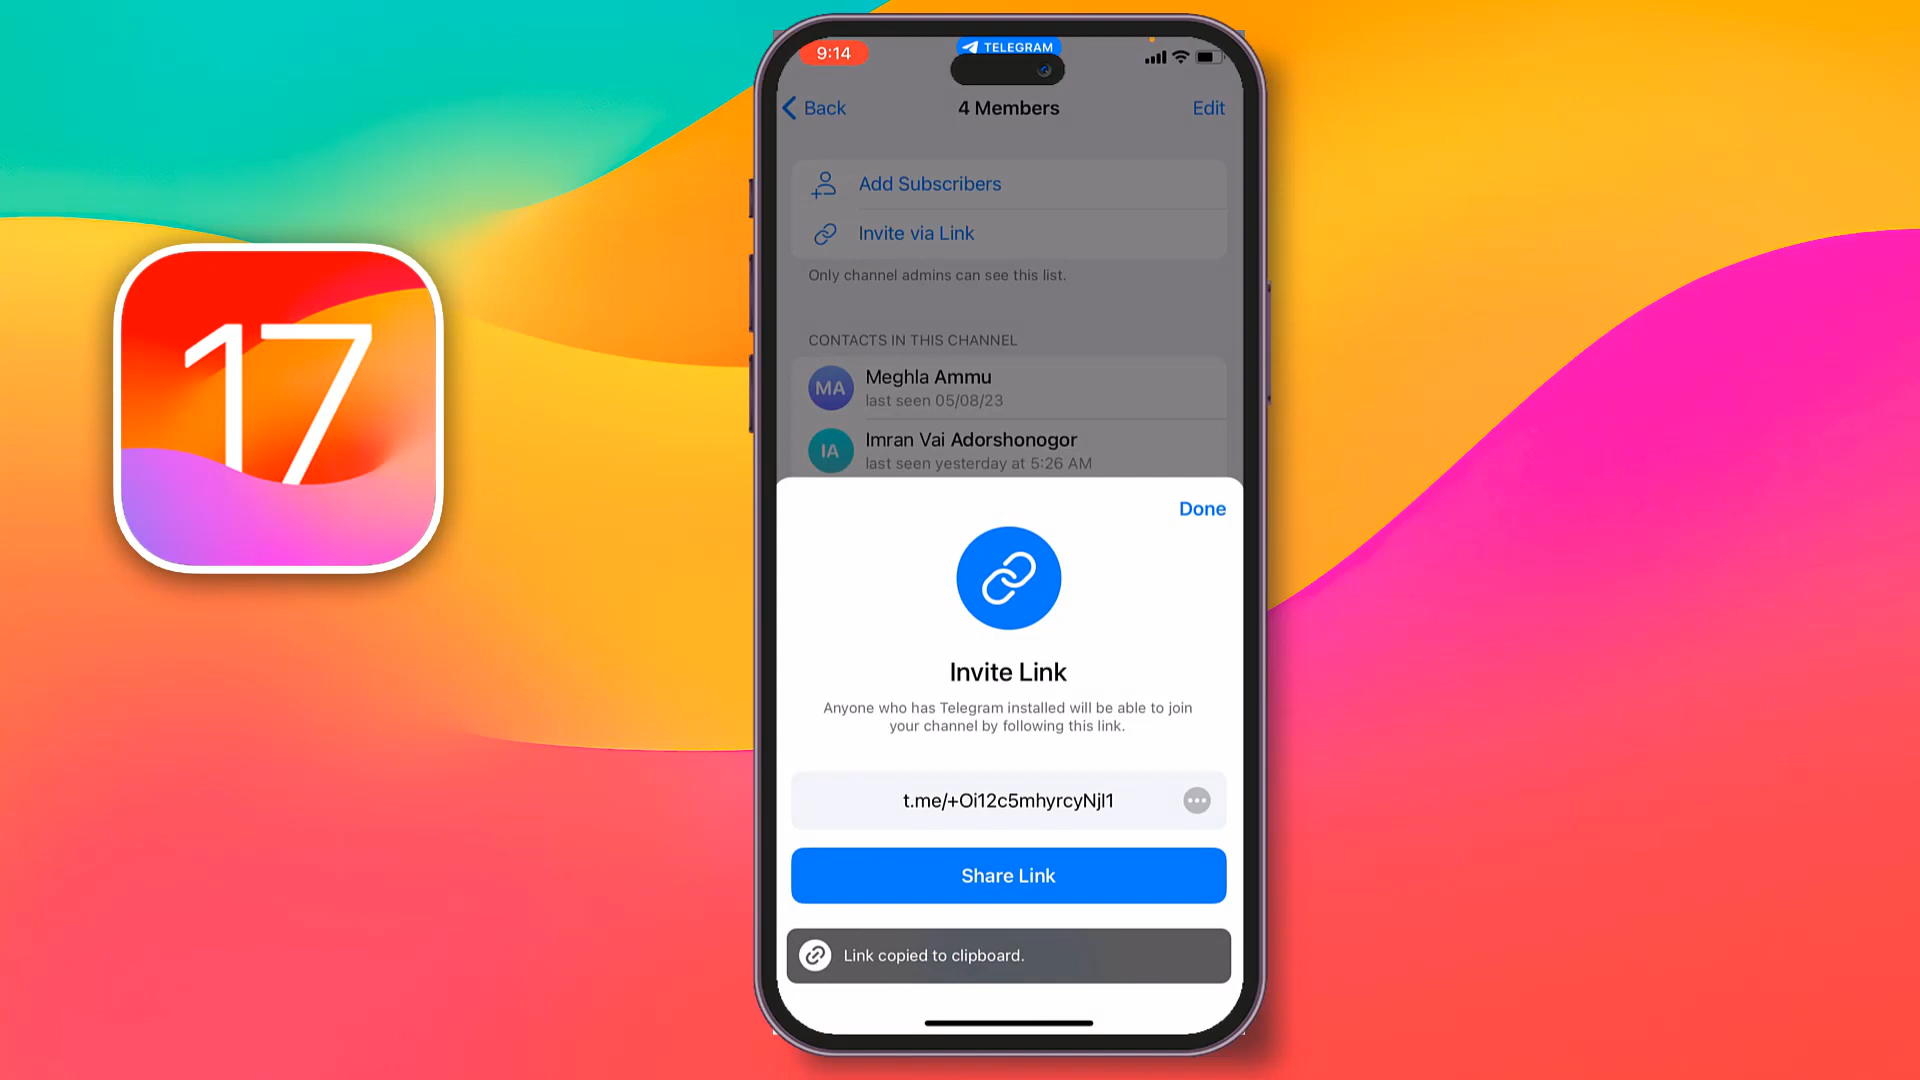 17
9:14
TELEGRAM
Back
4 Members
Edit
Add Subscribers
Invite via Link
Only channel admins can see this list.
CONTACTS IN THIS CHANNEL
MA
Meghla Ammu
last seen 05/08/23
IA
Imran Vai Adorshonogor
last seen yesterday at 5:26 AM
Done
Invite Link
Anyone who has Telegram installed will be able to join
your channel by following this link.
t.me/+Oi12c5mhyrcyNjI1
Share Link
Link copied to clipboard.